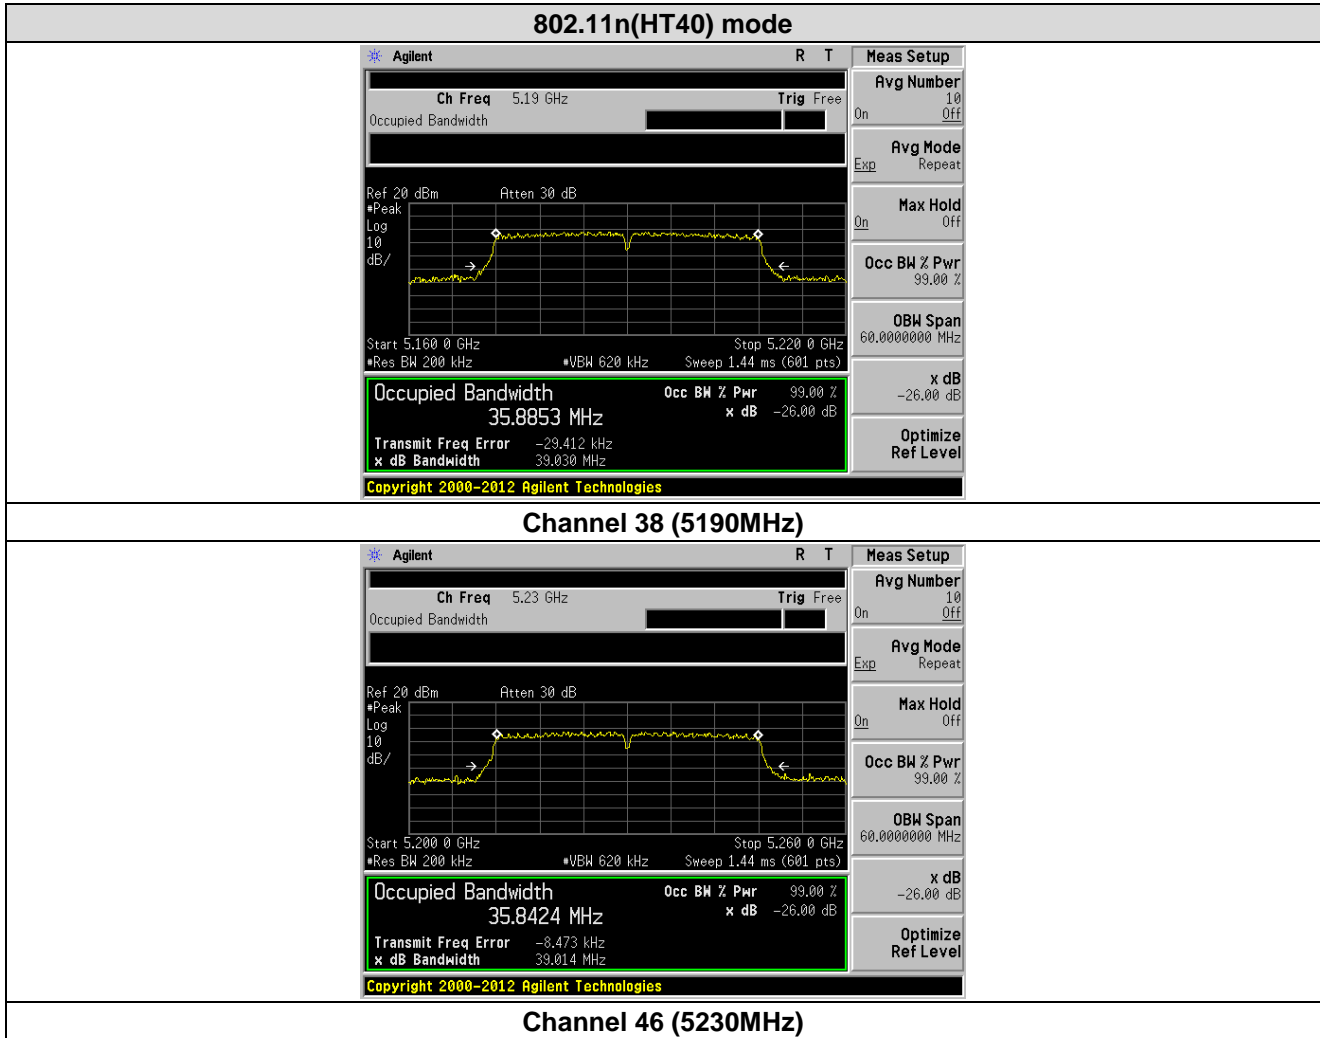 802.11n(HT40) mode
Agilent R T Meas Setup
Ch Freq 5.19 GHz Trig Free
Occupied Bandwidth
Avg Number
10
On Off
Avg Mode
Exp Repeat
Ref 20 dBm Atten 30 dB
#Peak
Log
10
dB/
Max Hold
On Off
Occ BW % Pwr
99.00 %
OBW Span
60.0000000 MHz
Start 5.160 0 GHz Stop 5.220 0 GHz
#Res BW 200 kHz #VBW 620 kHz Sweep 1.44 ms (601 pts)
x dB
-26.00 dB
Occupied Bandwidth Occ BW % Pwr 99.00 %
35.8853 MHz x dB -26.00 dB
Transmit Freq Error -29.412 kHz
x dB Bandwidth 39.030 MHz
Optimize
Ref Level
Copyright 2000-2012 Agilent Technologies
Channel 38 (5190MHz)
Agilent R T Meas Setup
Ch Freq 5.23 GHz Trig Free
Occupied Bandwidth
Avg Number
10
On Off
Avg Mode
Exp Repeat
Ref 20 dBm Atten 30 dB
#Peak
Log
10
dB/
Max Hold
On Off
Occ BW % Pwr
99.00 %
OBW Span
60.0000000 MHz
Start 5.200 0 GHz Stop 5.260 0 GHz
#Res BW 200 kHz #VBW 620 kHz Sweep 1.44 ms (601 pts)
x dB
-26.00 dB
Occupied Bandwidth Occ BW % Pwr 99.00 %
35.8424 MHz x dB -26.00 dB
Transmit Freq Error -8.473 kHz
x dB Bandwidth 39.014 MHz
Optimize
Ref Level
Copyright 2000-2012 Agilent Technologies
Channel 46 (5230MHz)